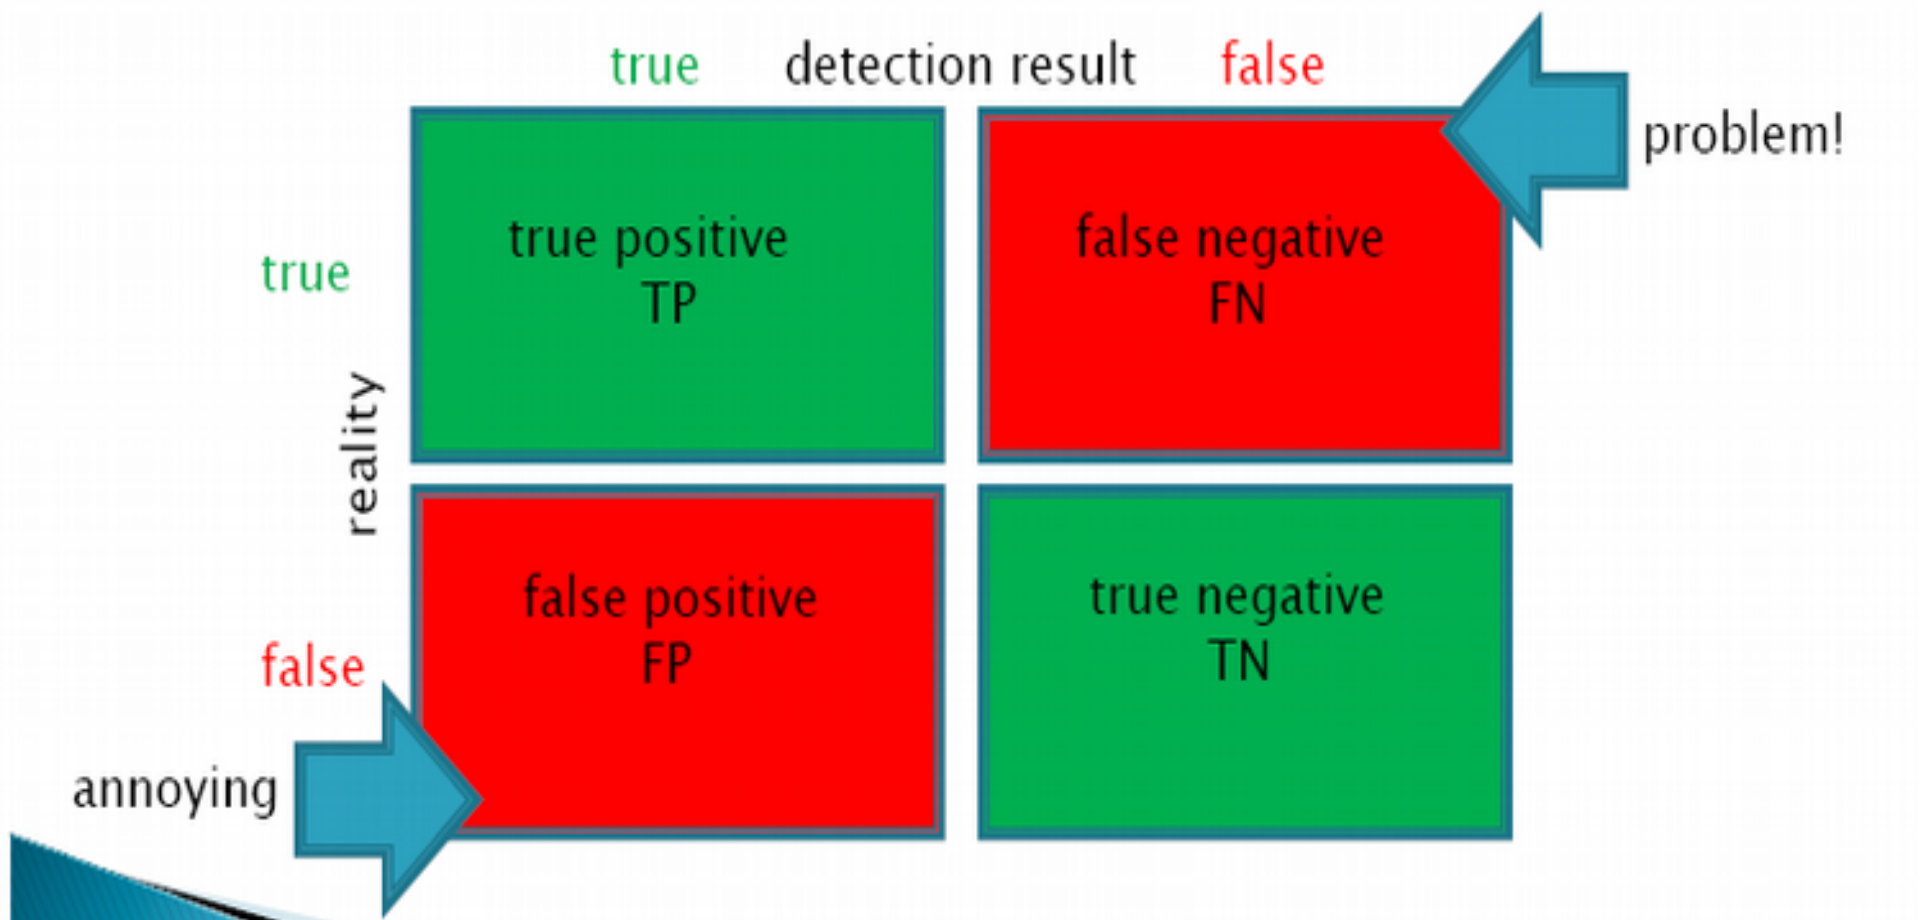 true detection result false
problem!
true positive
TP
false negative
FN
true
reality
false positive
FP
true negative
TN
false
annoying